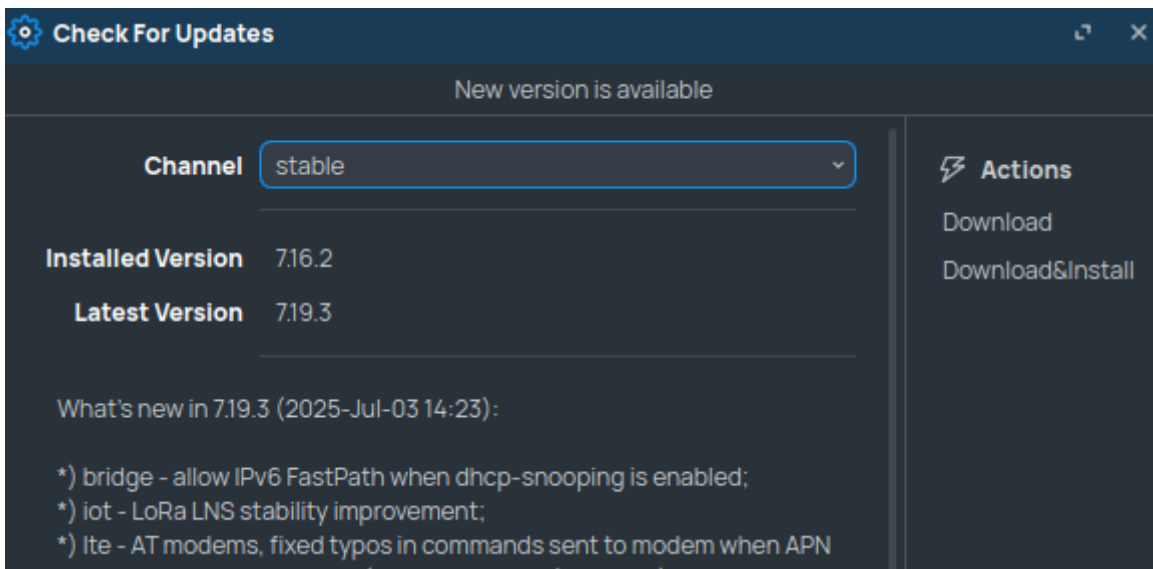 Check For Updates
New version is available
Channel stable
Actions
Download
Installed Version 7.16.2
Download&Install
Latest Version 7.19.3
What's new in 7.19.3 (2025-Jul-03 14:23):
*) bridge - allow IPv6 FastPath when dhcp-snooping is enabled;
*) iot - LoRa LNS stability improvement;
*) lte - AT modems, fixed typos in commands sent to modem when APN